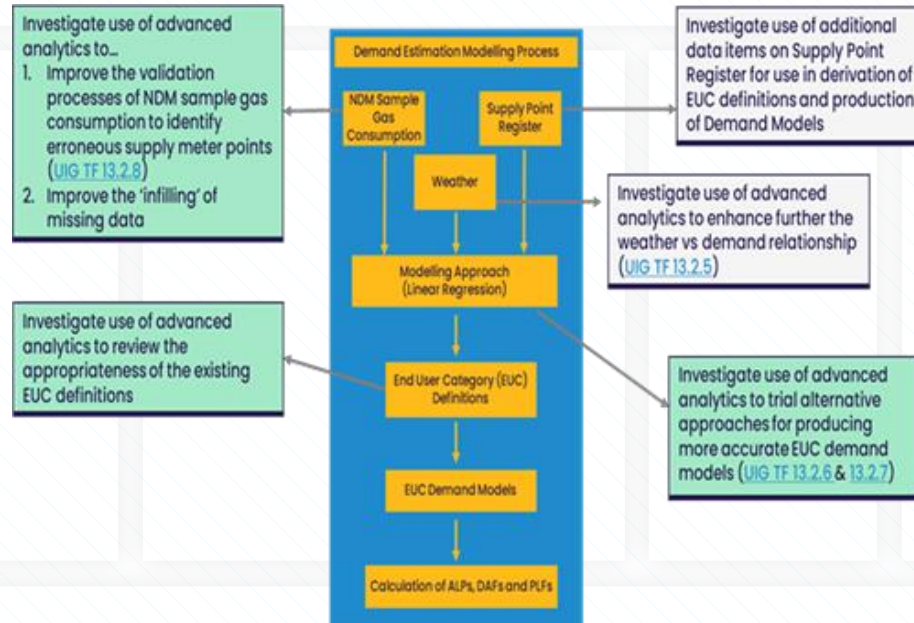 Investigate use of advanced
analytics to...
1. Improve the validation
processes of NDM sample gas
consumption to identify
erroneous supply meter points
(UIG TF 13.2.8)
2. Improve the 'infilling' of
missing data
Investigate use of advanced
analytics to review the
appropriateness of the existing
EUC definitions
Demand Estimation Modelling Process
NDM Sample
Gas
Consumption
Supply Point
Register
Weather
Modelling Approach
(Linear Regression)
End User Category (EUC)
Definitions
EUC Demand Models
Calculation of ALPs, DAFs and PLFs
Investigate use of additional
data items on Supply Point
Register for use in derivation of
EUC definitions and production
of Demand Models
Investigate use of advanced
analytics to enhance further the
weather vs demand relationship
(UIG TF 13.2.5)
Investigate use of advanced
analytics to trial alternative
approaches for producing
more accurate EUC demand
models (UIG TF 13.2.6 & 13.2.7)